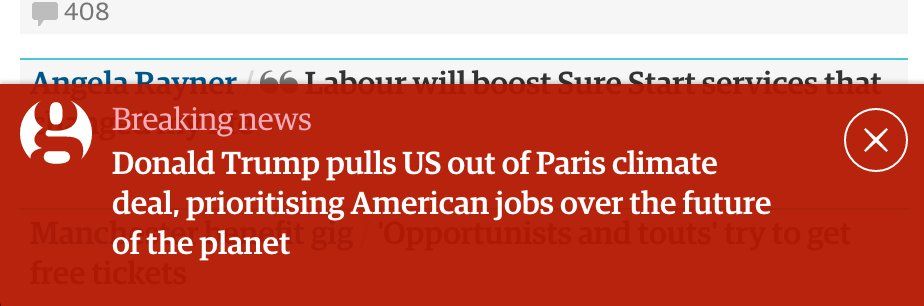 408
Angela Rayner / Labour will boost Sure Start services that
Breaking news
Donald Trump pulls US out of Paris climate
deal, prioritising American jobs over the future
of the planet
Manchester benefit gig / 'Opportunists and touts' try to get
free tickets